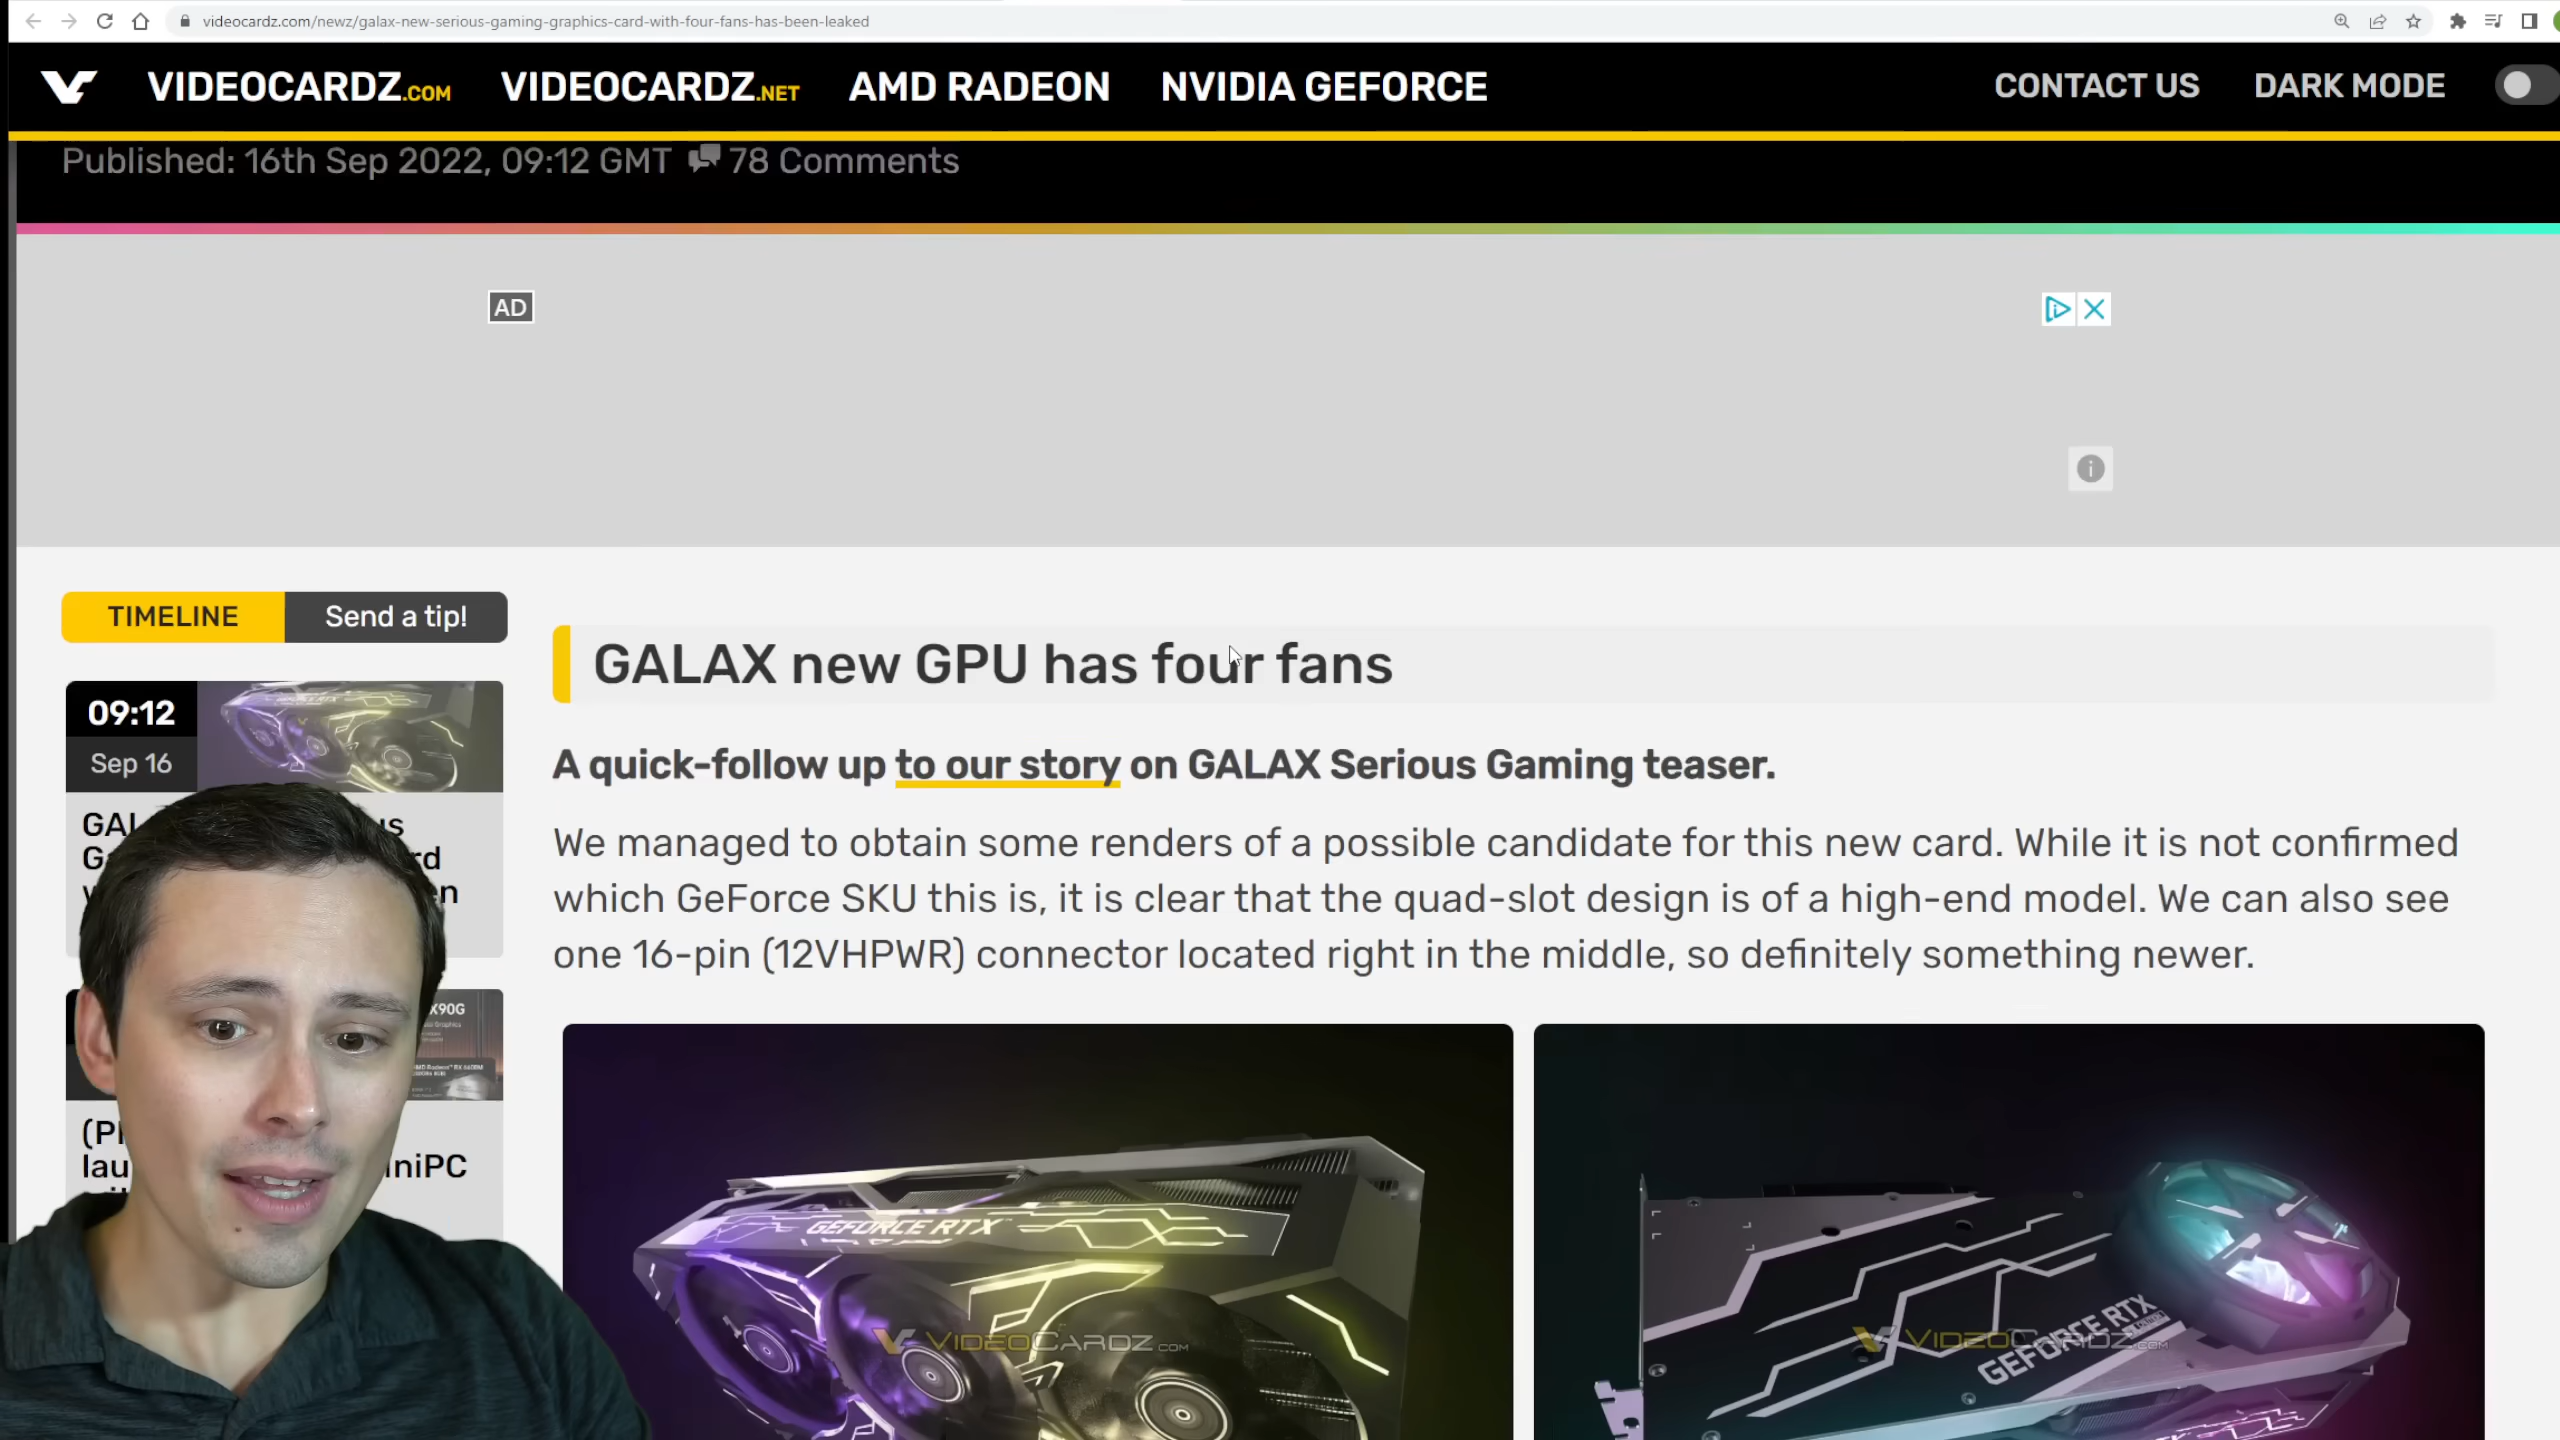 videocardz.com/newz/galax-new-serious-gaming-graphics-card-with-four-fans-has-been-leaked
VIDEOCARDZ.COM VIDEOCARDZ.NET AMD RADEON NVIDIA GEFORCE CONTACT US DARK MODE
Published: 16th Sep 2022, 09:12 GMT 78 Comments
AD
TIMELINE Send a tip!
09:12
Sep 16
GALAX new GPU has four fans
A quick-follow up to our story on GALAX Serious Gaming teaser.
We managed to obtain some renders of a possible candidate for this new card. While it is not confirmed
which GeForce SKU this is, it is clear that the quad-slot design is of a high-end model. We can also see
one 16-pin (12VHPWR) connector located right in the middle, so definitely something newer.
X90G
GEFORCE RTX
VIDEOCARDZ.COM
GEFORCE RTX
VIDEOCARDZ.COM